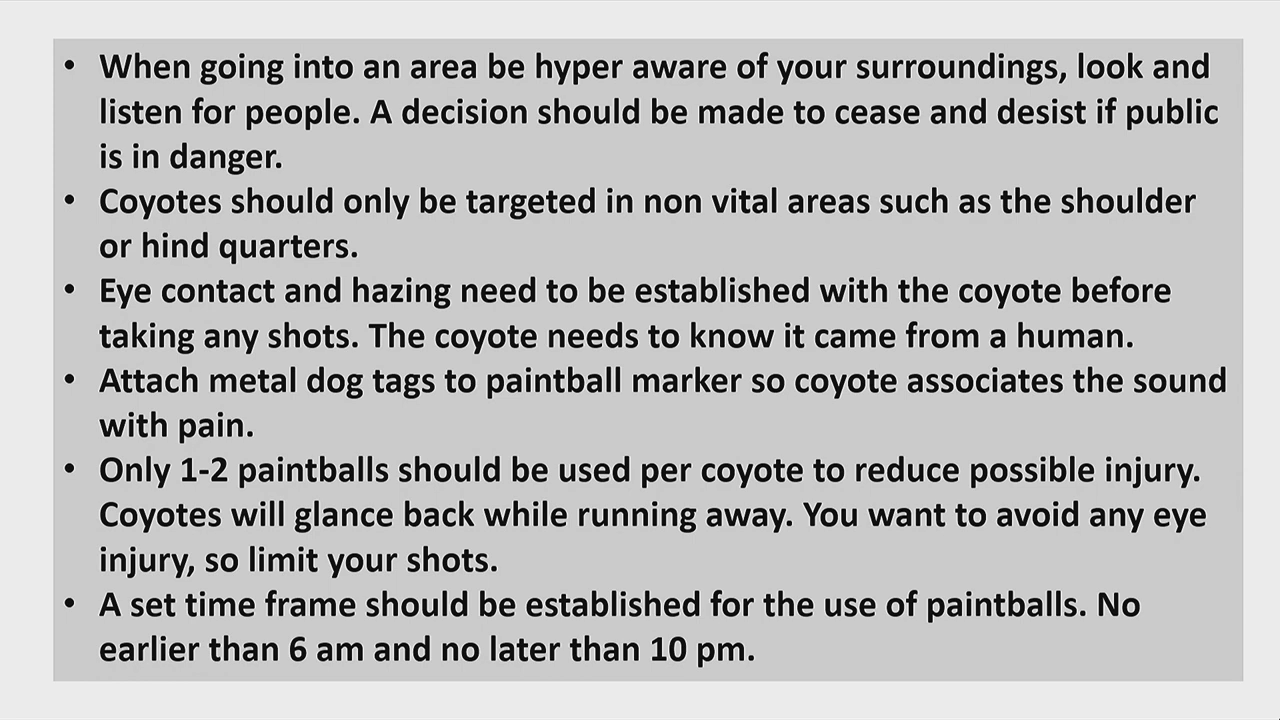 • When going into an area be hyper aware of your surroundings, look and
listen for people. A decision should be made to cease and desist if public
is in danger.
• Coyotes should only be targeted in non vital areas such as the shoulder
or hind quarters.
• Eye contact and hazing need to be established with the coyote before
taking any shots. The coyote needs to know it came from a human.
• Attach metal dog tags to paintball marker so coyote associates the sound
with pain.
• Only 1-2 paintballs should be used per coyote to reduce possible injury.
Coyotes will glance back while running away. You want to avoid any eye
injury, so limit your shots.
• A set time frame should be established for the use of paintballs. No
earlier than 6 am and no later than 10 pm.